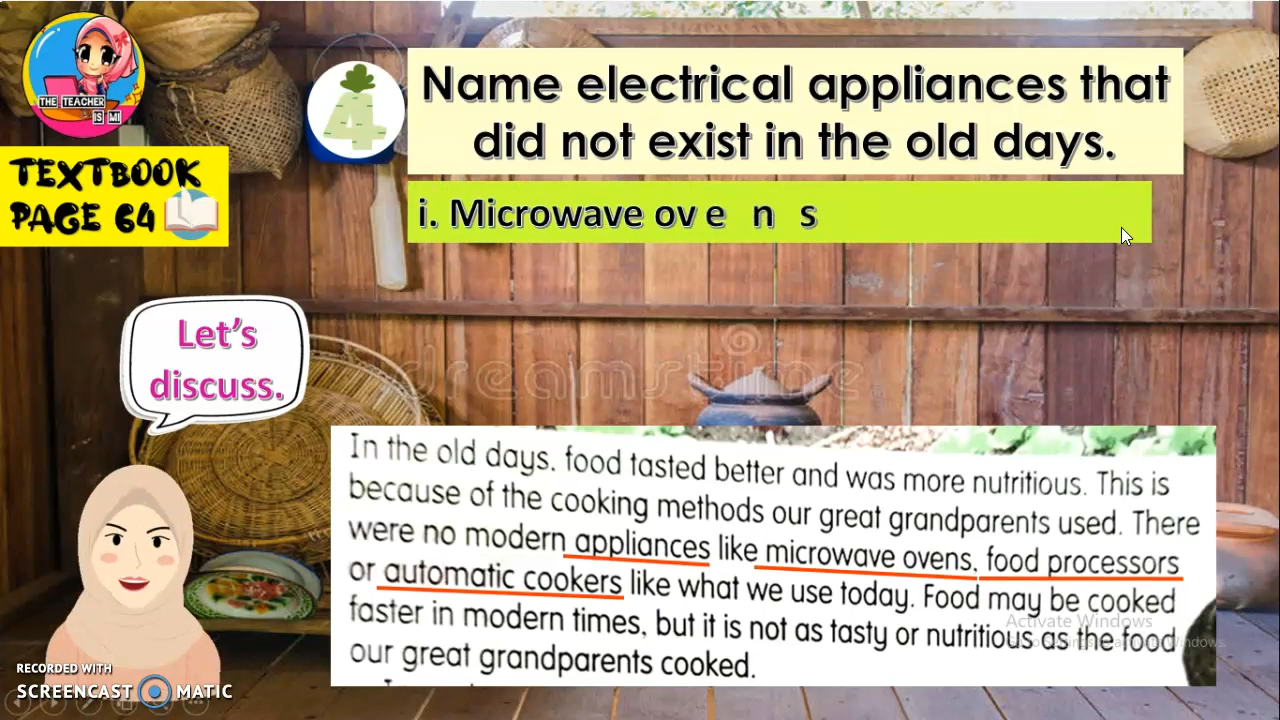 THE TEACHER
IS MI
TEXTBOOK
PAGE 64
4
Name electrical appliances that
did not exist in the old days.
i. Microwave ovens
Let's
discuss.
dreamstime
In the old days, food tasted better and was more nutritious. This is
because of the cooking methods our great grandparents used. There
were no modern appliances like microwave ovens, food processors
or automatic cookers like what we use today. Food may be cooked
faster in modern times, but it is not as tasty or nutritious as the food
our great grandparents cooked.
Activate Windows
RECORDED WITH
SCREENCAST MATIC